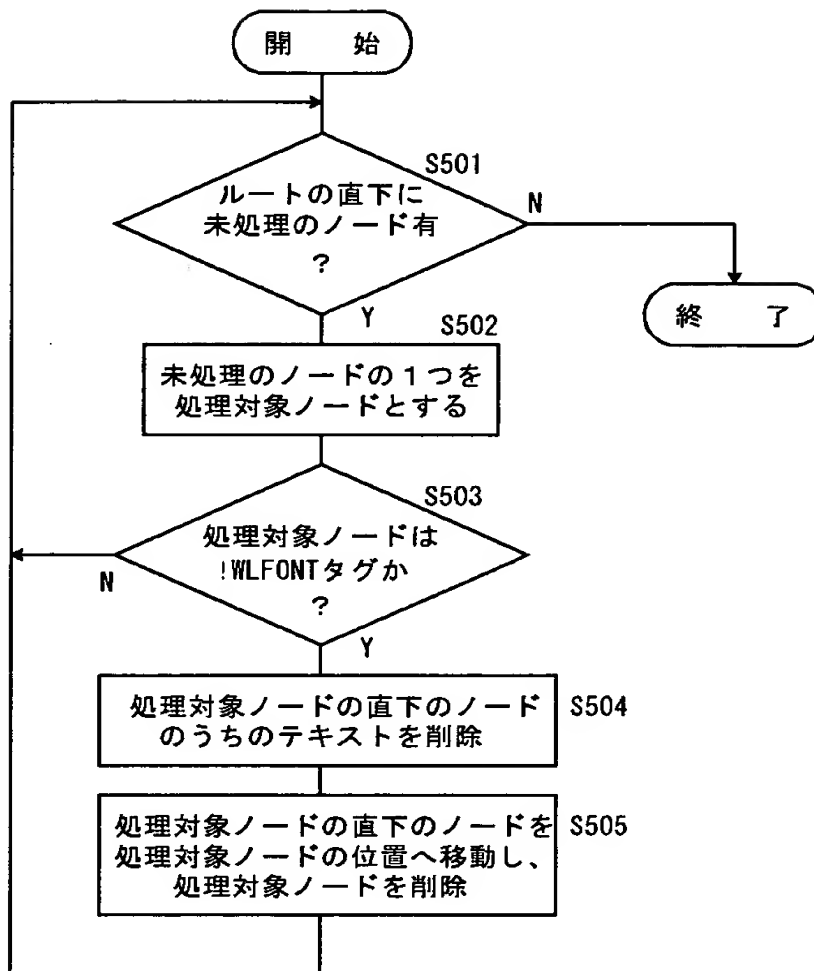 開 始
S501
ルートの直下に
未処理のノード有
?
N
Y
終 了
S502
未処理のノードの1つを
処理対象ノードとする
S503
処理対象ノードは
!WLFONTタグか
?
N
Y
処理対象ノードの直下のノード
のうちのテキストを削除
S504
処理対象ノードの直下のノードを
処理対象ノードの位置へ移動し、
処理対象ノードを削除
S505